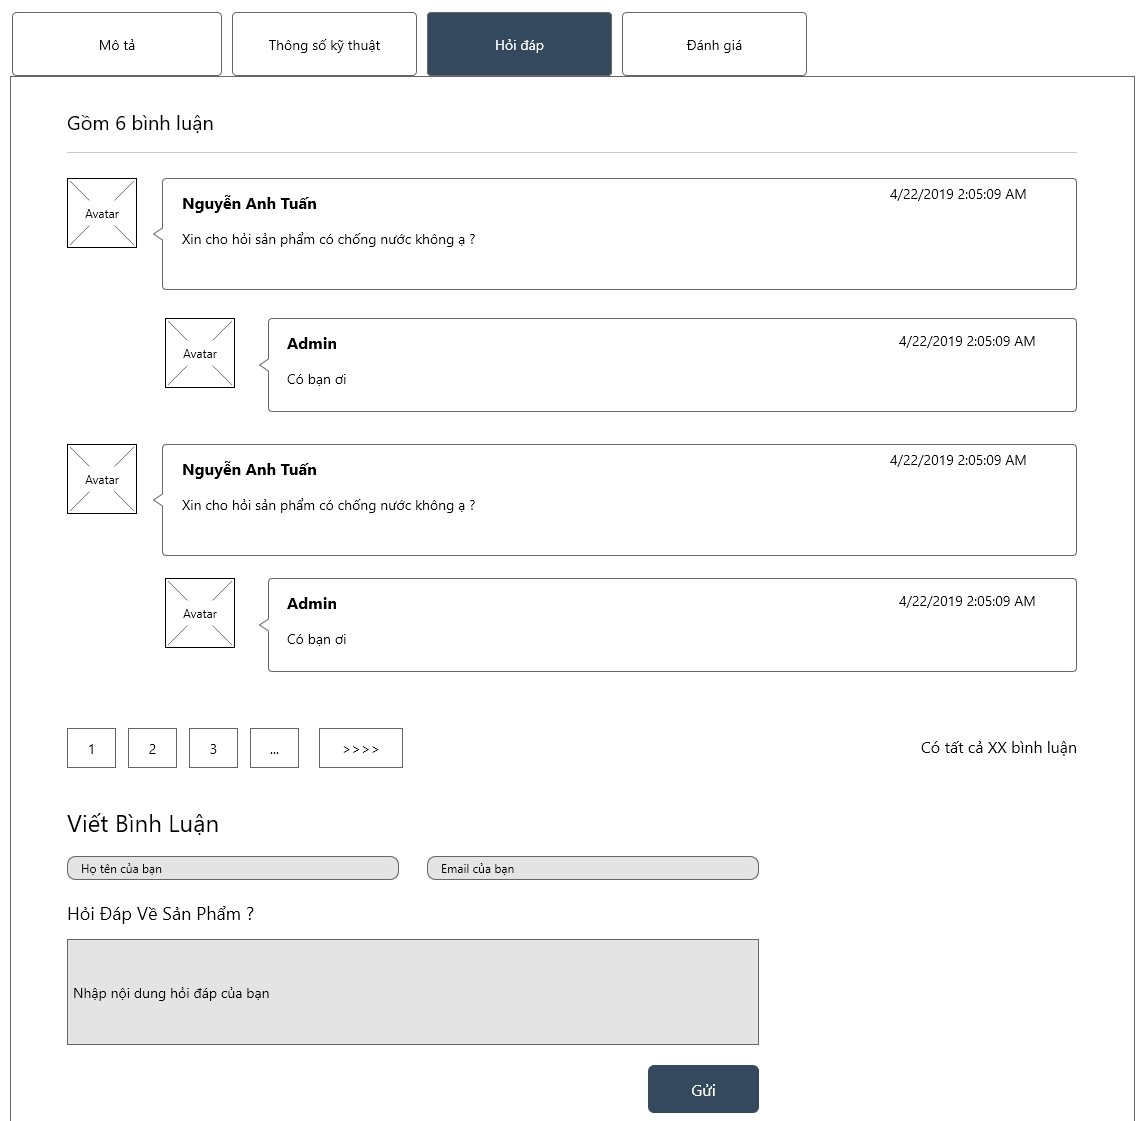 Mô tả
Thông số kỹ thuật
Hỏi đáp
Đánh giá
Gồm 6 bình luận
Avatar
Nguyễn Anh Tuấn
4/22/2019 2:05:09 AM
Xin cho hỏi sản phẩm có chống nước không ạ ?
Avatar
Admin
4/22/2019 2:05:09 AM
Có bạn ơi
Avatar
Nguyễn Anh Tuấn
4/22/2019 2:05:09 AM
Xin cho hỏi sản phẩm có chống nước không ạ ?
Avatar
Admin
4/22/2019 2:05:09 AM
Có bạn ơi
1
2
3
...
>>>>
Có tất cả XX bình luận
Viết Bình Luận
Họ tên của bạn
Email của bạn
Hỏi Đáp Về Sản Phẩm ?
Nhập nội dung hỏi đáp của bạn
Gửi